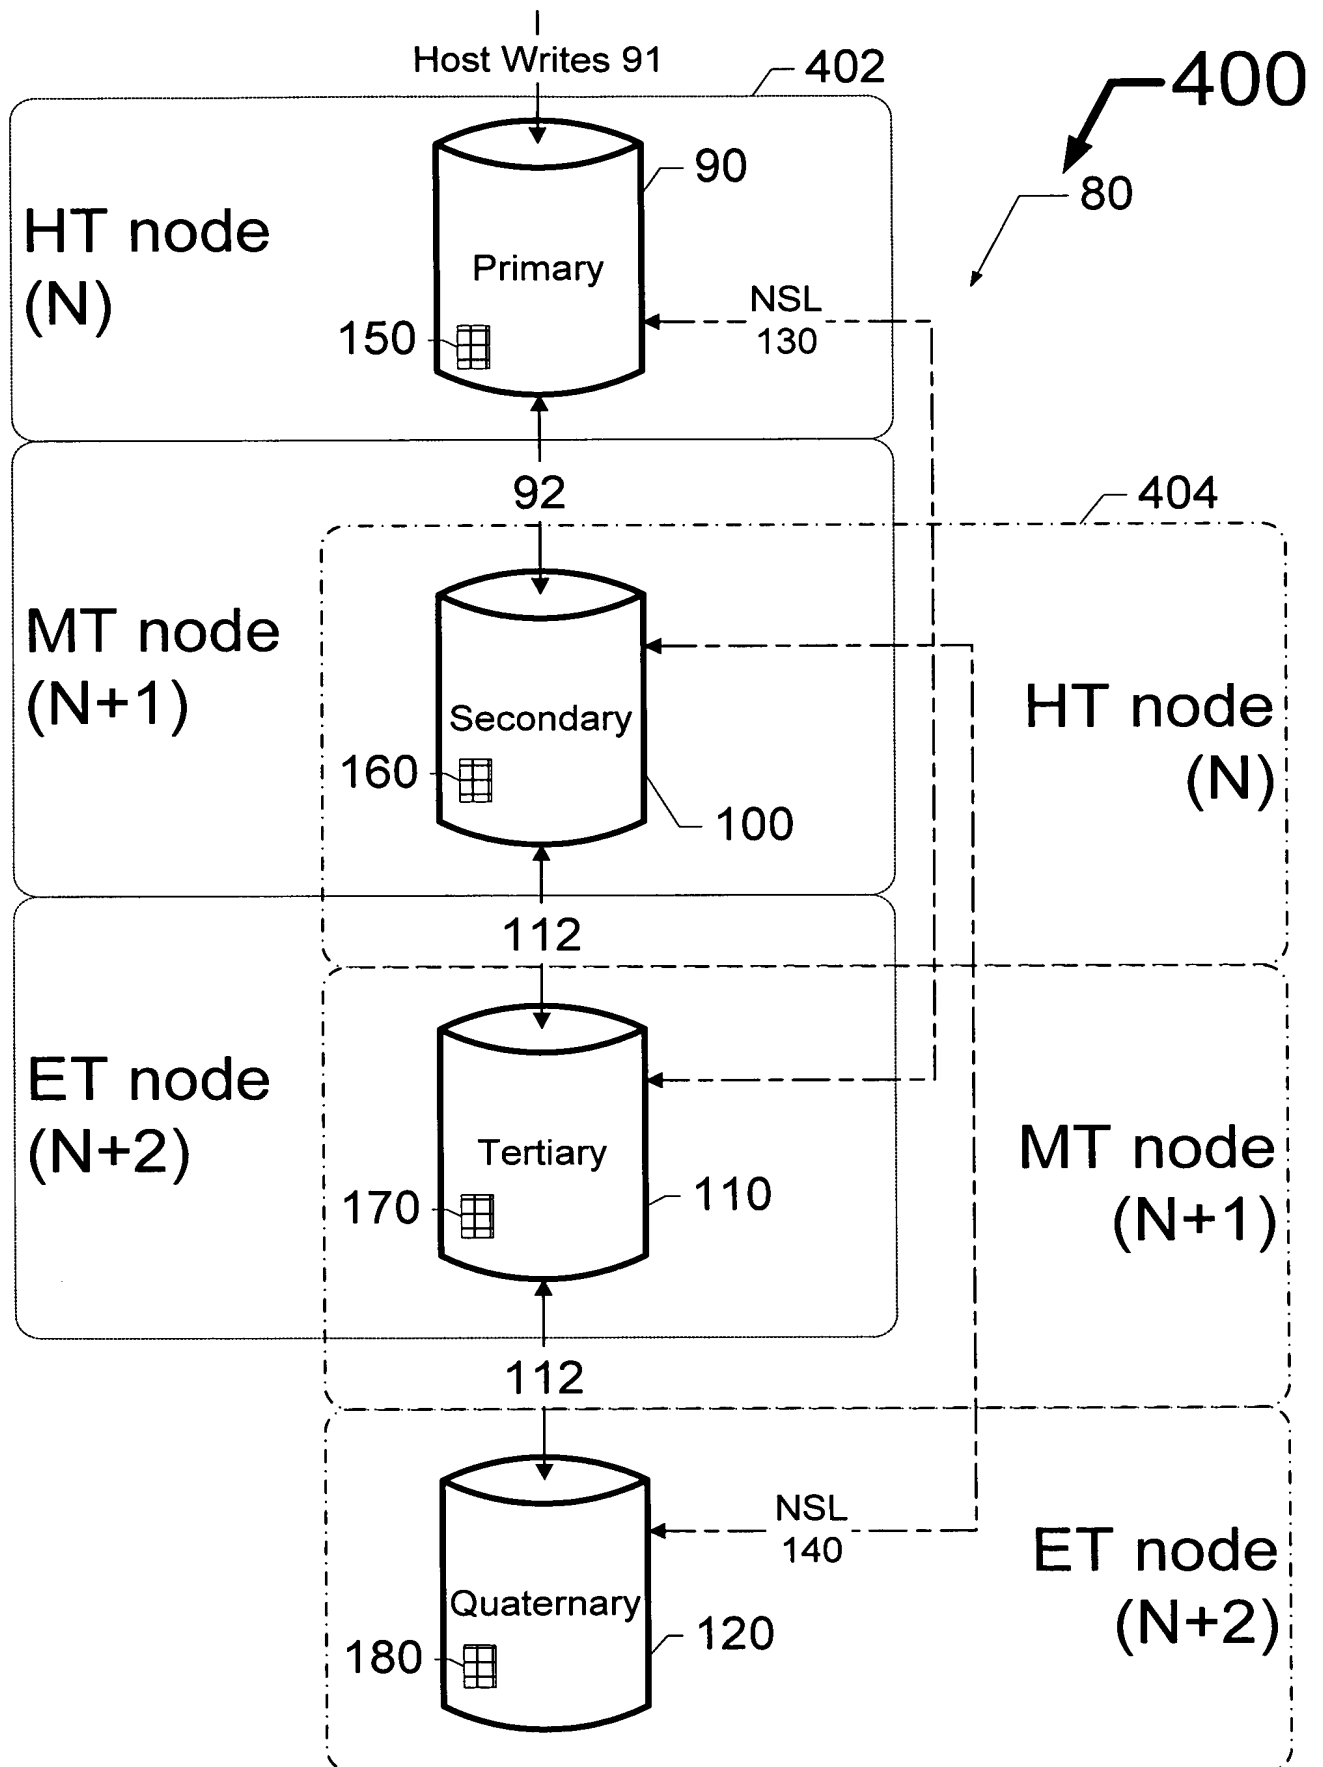 Host Writes 91
402
400
90
80
HT node
(N)
Primary
NSL
130
150
92
404
MT node
(N+1)
Secondary
HT node
(N)
160
100
112
ET node
(N+2)
Tertiary
MT node
(N+1)
170
110
112
NSL
140
ET node
(N+2)
Quaternary
120
180